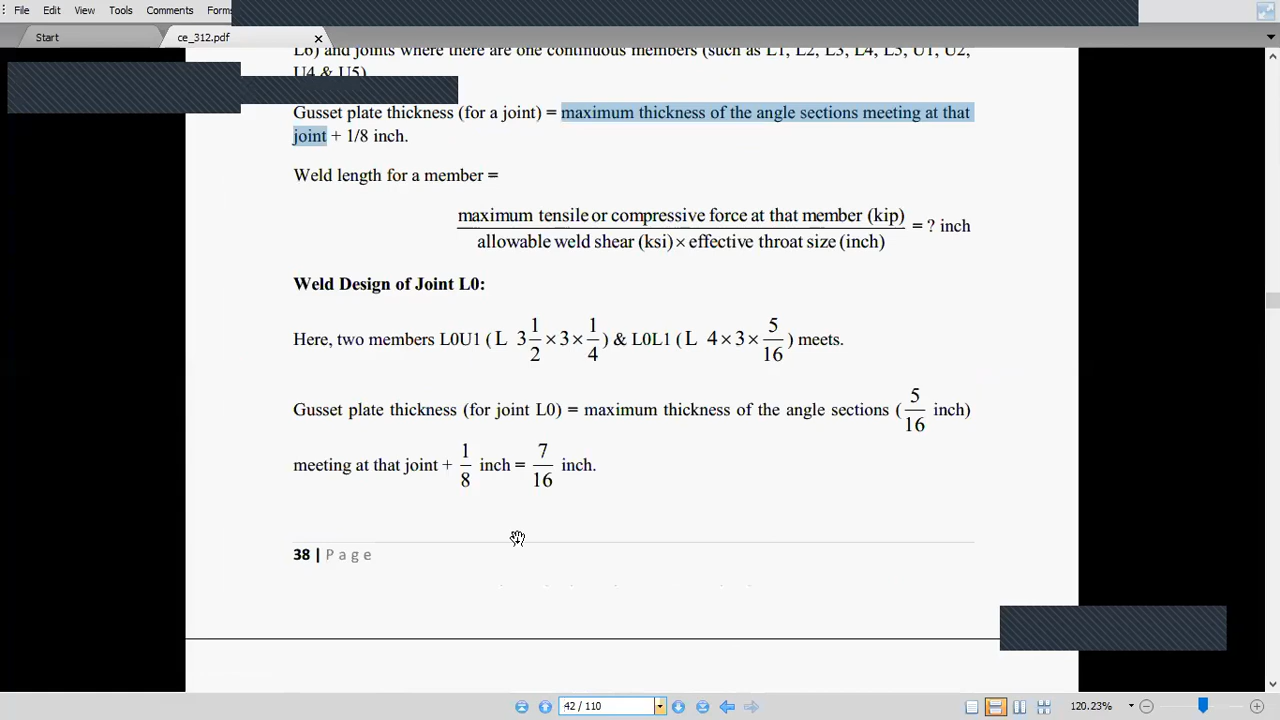 File Edit View Tools Comments Forms
Start ce_312.pdf
L6) and joints where there are one continuous members (such as L1, L2, L3, L4, L5, U1, U2,
U4 & U5)
Gusset plate thickness (for a joint) = maximum thickness of the angle sections meeting at that
joint + 1/8 inch.
Weld length for a member =
maximum tensile or compressive force at that member (kip) / allowable weld shear (ksi) × effective throat size (inch) = ? inch
Weld Design of Joint L0:
Here, two members L0U1 ( L 3 1/2 × 3 × 1/4 ) & L0L1 ( L 4 × 3 × 5/16 ) meets.
Gusset plate thickness (for joint L0) = maximum thickness of the angle sections ( 5/16 inch)
meeting at that joint + 1/8 inch = 7/16 inch.
38 | Page
42 / 110
120.23%